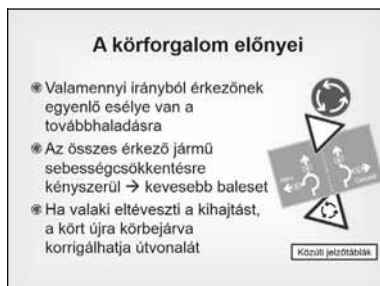 A körforgalom előnyei
Valamennyi irányból érkezőnek
egyenlő esélye van a
továbbhaladásra
Az összes érkező jármű
sebességcsökkentésre
kényszerül → kevesebb baleset
Ha valaki eltéveszti a kihajtást,
a kört újra körbejárva
korrigálhatja útvonalát
Közúti jelzőtáblák